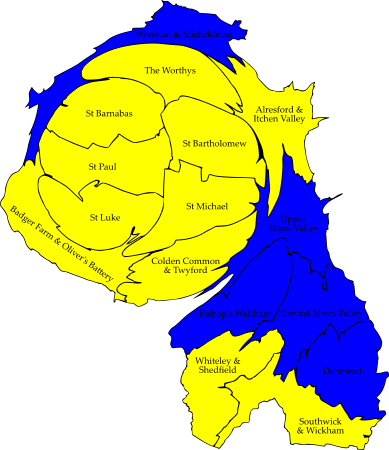 Wonston & Micheldever
The Worthys
St Barnabas
Alresford &
Itchen Valley
St Bartholomew
St Paul
St Luke
St Michael
Badger Farm & Oliver's Battery
Upper
Meon Valley
Colden Common
& Twyford
Bishop's Waltham
Central Meon Valley
Whiteley &
Shedfield
Denmead
Southwick
& Wickham